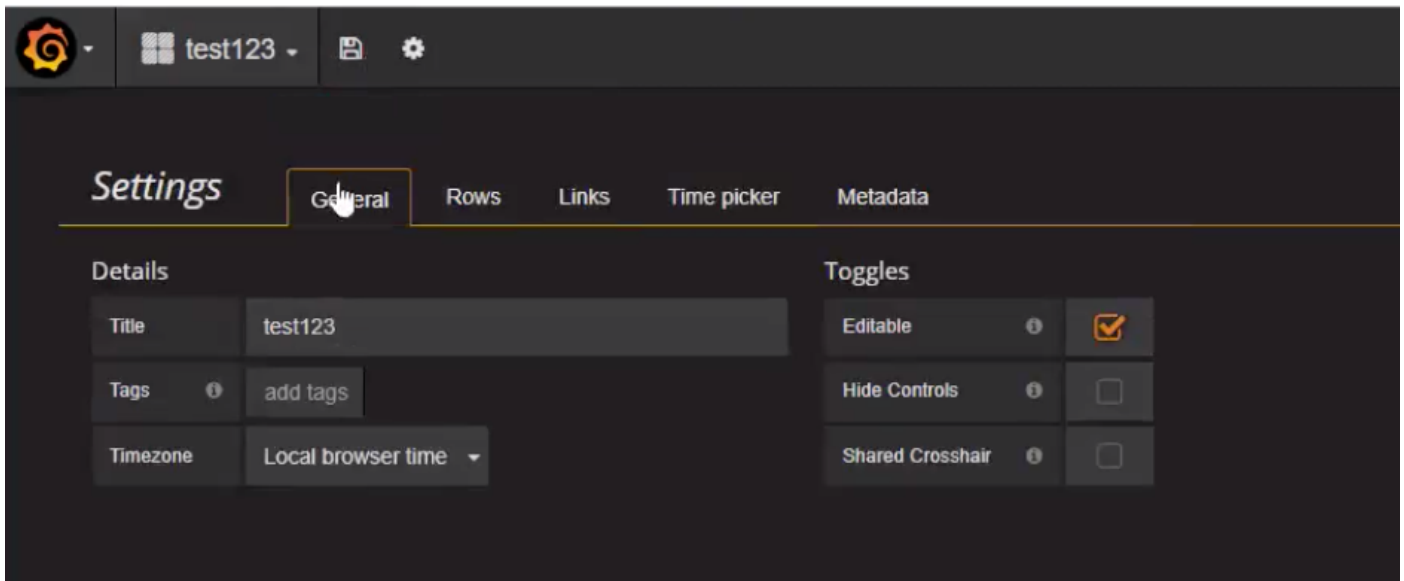 test123
Settings General Rows Links Time picker Metadata
Details
Title test123
Tags add tags
Timezone Local browser time
Toggles
Editable
Hide Controls
Shared Crosshair